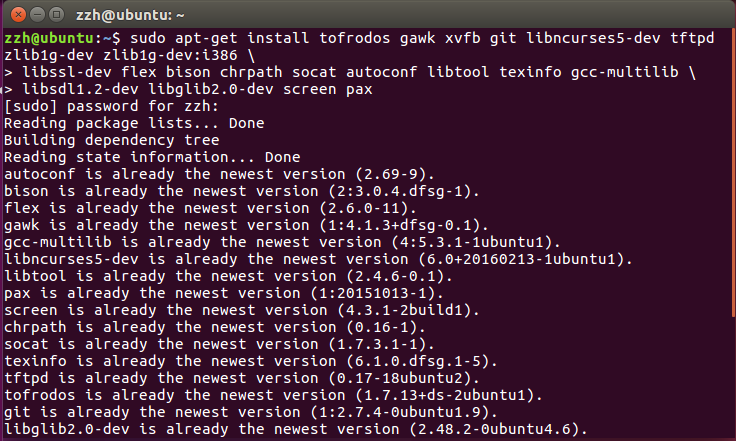 zzh@ubuntu: ~
zzh@ubuntu:~$ sudo apt-get install tofrodos gawk xvfb git libncurses5-dev tftpd
zlib1g-dev zlib1g-dev:i386 \
> libssl-dev flex bison chrpath socat autoconf libtool texinfo gcc-multilib \
> libsdl1.2-dev libglib2.0-dev screen pax
[sudo] password for zzh:
Reading package lists... Done
Building dependency tree
Reading state information... Done
autoconf is already the newest version (2.69-9).
bison is already the newest version (2:3.0.4.dfsg-1).
flex is already the newest version (2.6.0-11).
gawk is already the newest version (1:4.1.3+dfsg-0.1).
gcc-multilib is already the newest version (4:5.3.1-1ubuntu1).
libncurses5-dev is already the newest version (6.0+20160213-1ubuntu1).
libtool is already the newest version (2.4.6-0.1).
pax is already the newest version (1:20151013-1).
screen is already the newest version (4.3.1-2build1).
chrpath is already the newest version (0.16-1).
socat is already the newest version (1.7.3.1-1).
texinfo is already the newest version (6.1.0.dfsg.1-5).
tftpd is already the newest version (0.17-18ubuntu2).
tofrodos is already the newest version (1.7.13+ds-2ubuntu1).
git is already the newest version (1:2.7.4-0ubuntu1.9).
libglib2.0-dev is already the newest version (2.48.2-0ubuntu4.6).